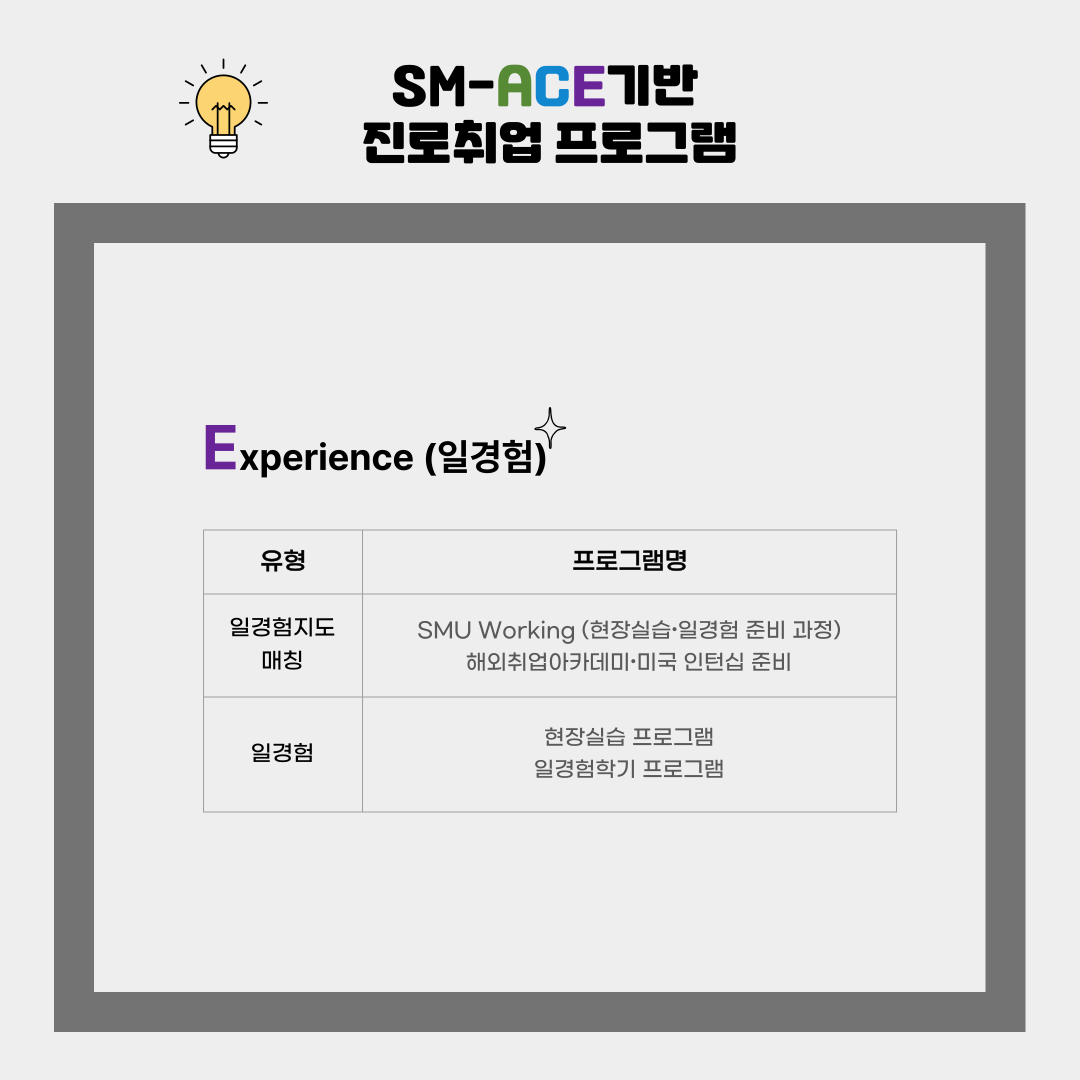 SM-ACE기반
진로취업 프로그램
Experience (일경험)
유형
프로그램명
일경험지도
매칭
SMU Working (현장실습•일경험 준비 과정)
해외취업아카데미•미국 인턴십 준비
일경험
현장실습 프로그램
일경험학기 프로그램